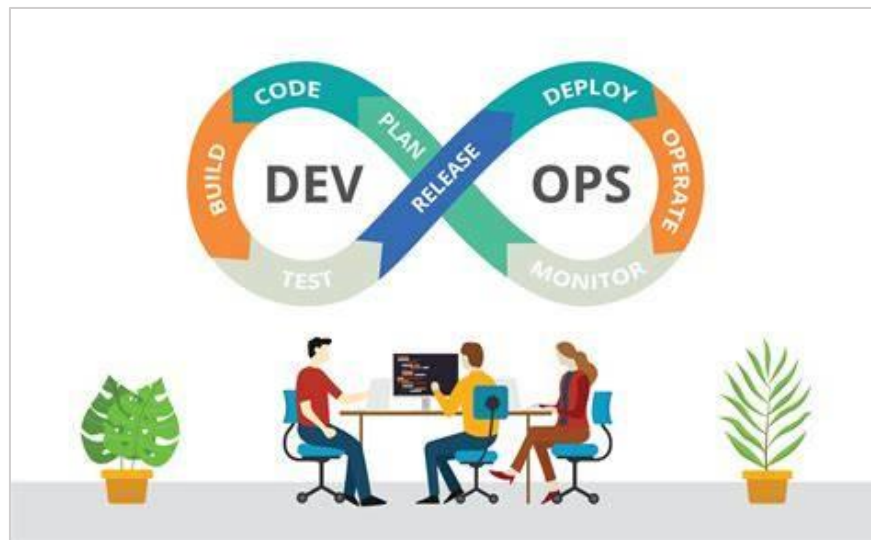 CODE
DEPLOY
PLAN
BUILD
DEV
RELEASE
OPS
OPERATE
TEST
MONITOR